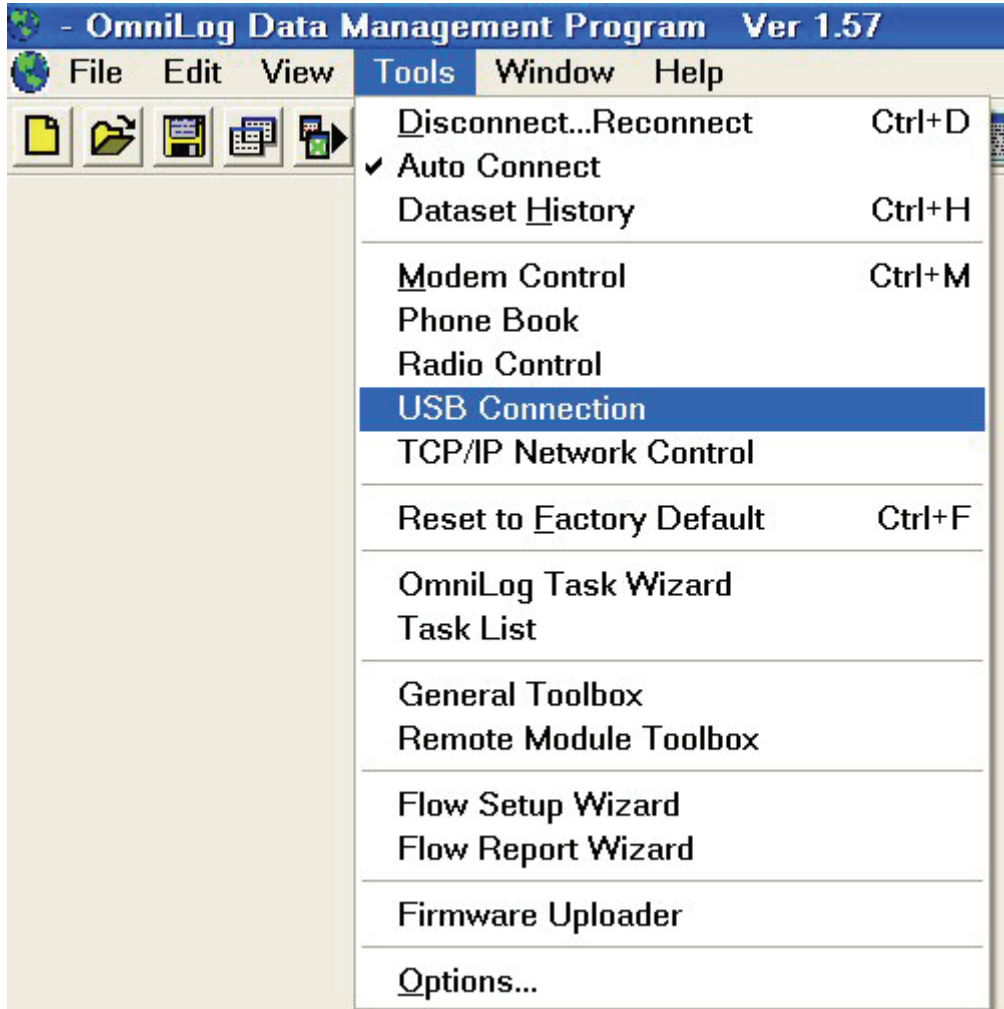 - OmniLog Data Management Program Ver 1.57
File Edit View Tools Window Help
Disconnect...Reconnect Ctrl+D
✓ Auto Connect
Dataset History Ctrl+H
Modem Control Ctrl+M
Phone Book
Radio Control
USB Connection
TCP/IP Network Control
Reset to Factory Default Ctrl+F
OmniLog Task Wizard
Task List
General Toolbox
Remote Module Toolbox
Flow Setup Wizard
Flow Report Wizard
Firmware Uploader
Options...